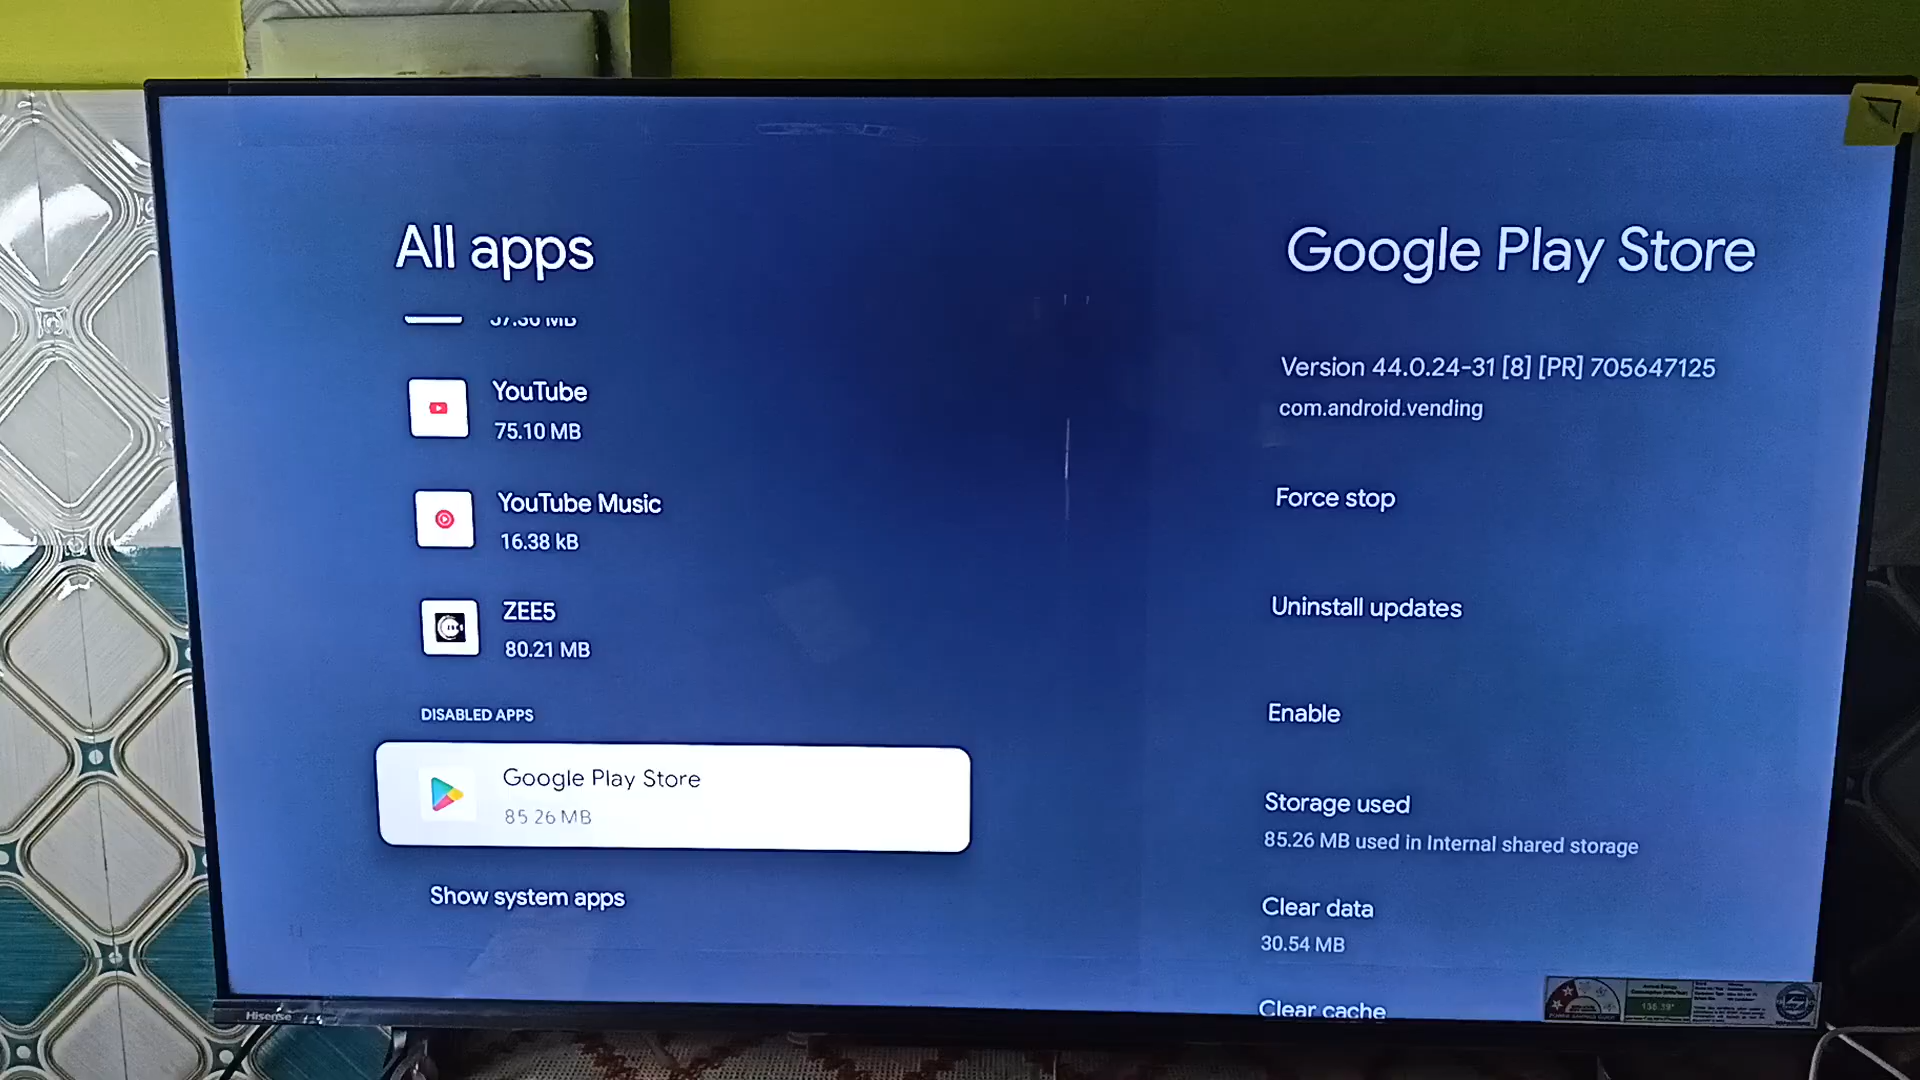 All apps
YouTube
75.10 MB
YouTube Music
16.38 kB
ZEE5
80.21 MB
DISABLED APPS
Google Play Store
85.26 MB
Show system apps
Google Play Store
Version 44.0.24-31 [8] [PR] 705647125
com.android.vending
Force stop
Uninstall updates
Enable
Storage used
85.26 MB used in Internal shared storage
Clear data
30.54 MB
Clear cache
Hisense